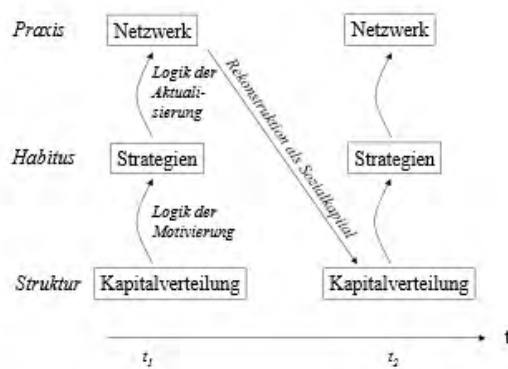 Praxis Netzwerk Netzwerk
Logik der
Aktuali-
sierung
Rekonstruktion als Sozialkapital
Habitus Strategien Strategien
Logik der
Motivierung
Struktur Kapitalverteilung Kapitalverteilung
t
t1 t2